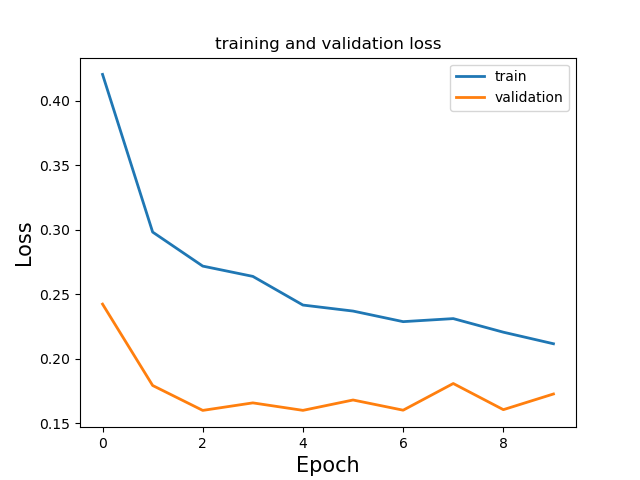 training and validation loss
train
validation
0.40
0.35
0.30
0.25
0.20
0.15
Loss
0 2 4 6 8
Epoch